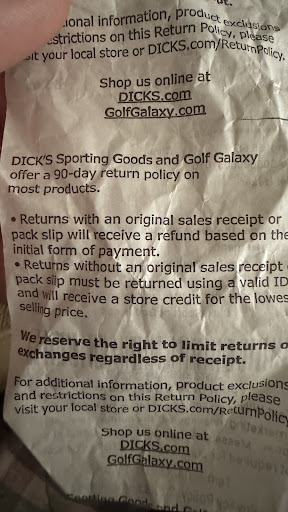 ional information, product exclusions
strictions on this Return Policy, please
it your local store or DICKS.com/ReturnPolicy.
Shop us online at
DICKS.com
GolfGalaxy.com
DICK'S Sporting Goods and Golf Galaxy
offer a 90-day return policy on
most products.
• Returns with an original sales receipt or
pack slip will receive a refund based on the
initial form of payment.
• Returns without an original sales receipt
pack slip must be returned using a valid ID
and will receive a store credit for the lowes
selling price.
We reserve the right to limit returns o
exchanges regardless of receipt.
For additional information, product exclusions
and restrictions on this Return Policy, please
visit your local store or DICKS.com/ReturnPolicy
Shop us online at
DICKS.com
GolfGalaxy.com